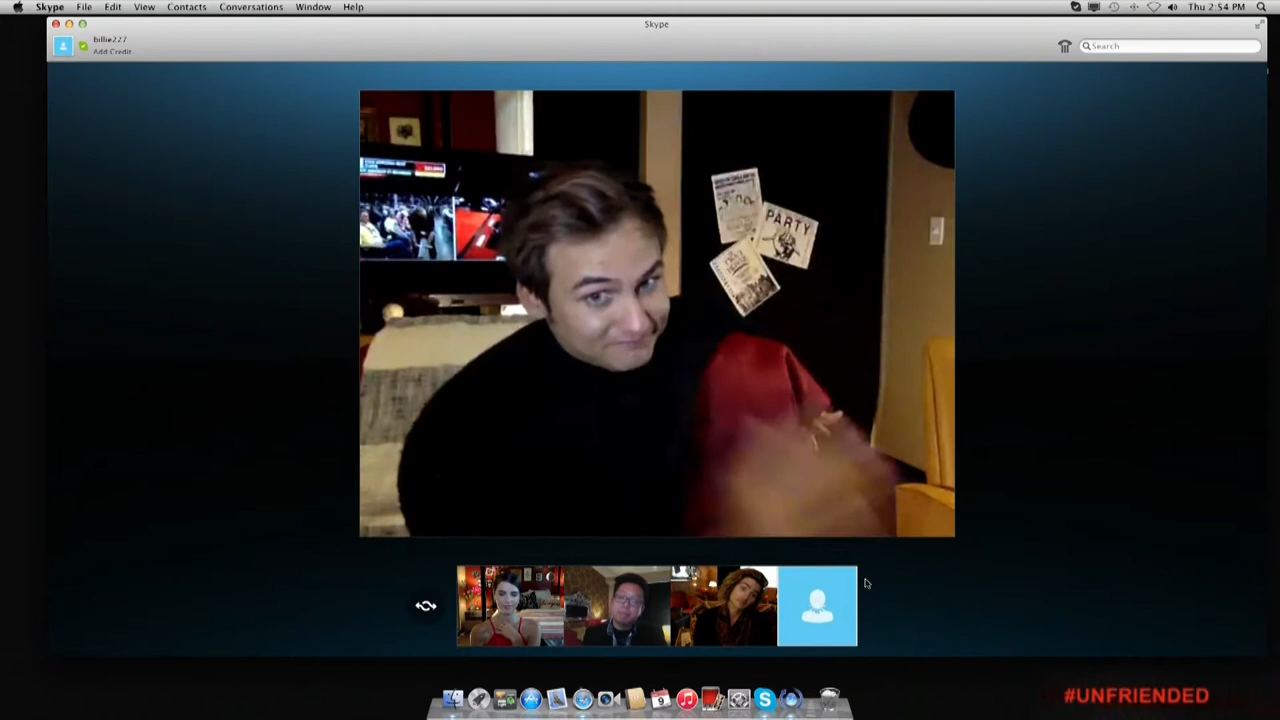 Skype File Edit View Contacts Conversations Window Help Thu 2:54 PM
Skype
billie227
Add Credit
Search
PARTY
9
#UNFRIENDED